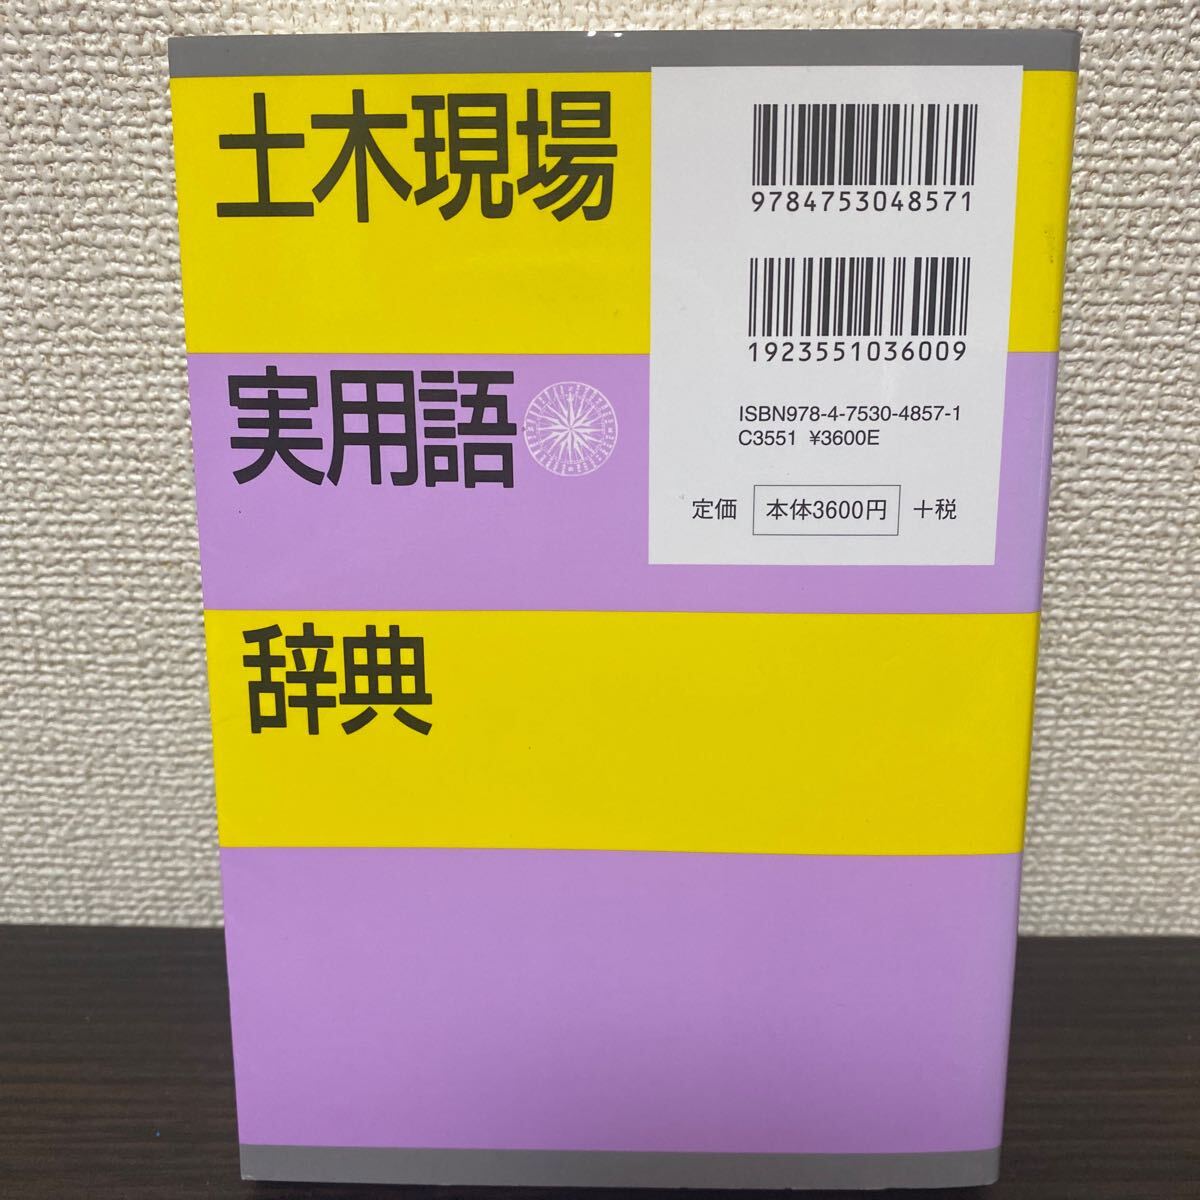 土木現場
実用語
辞典
9784753048571
1923551036009
ISBN978-4-7530-4857-1
C3551 ¥3600E
定価 本体3600円 +税